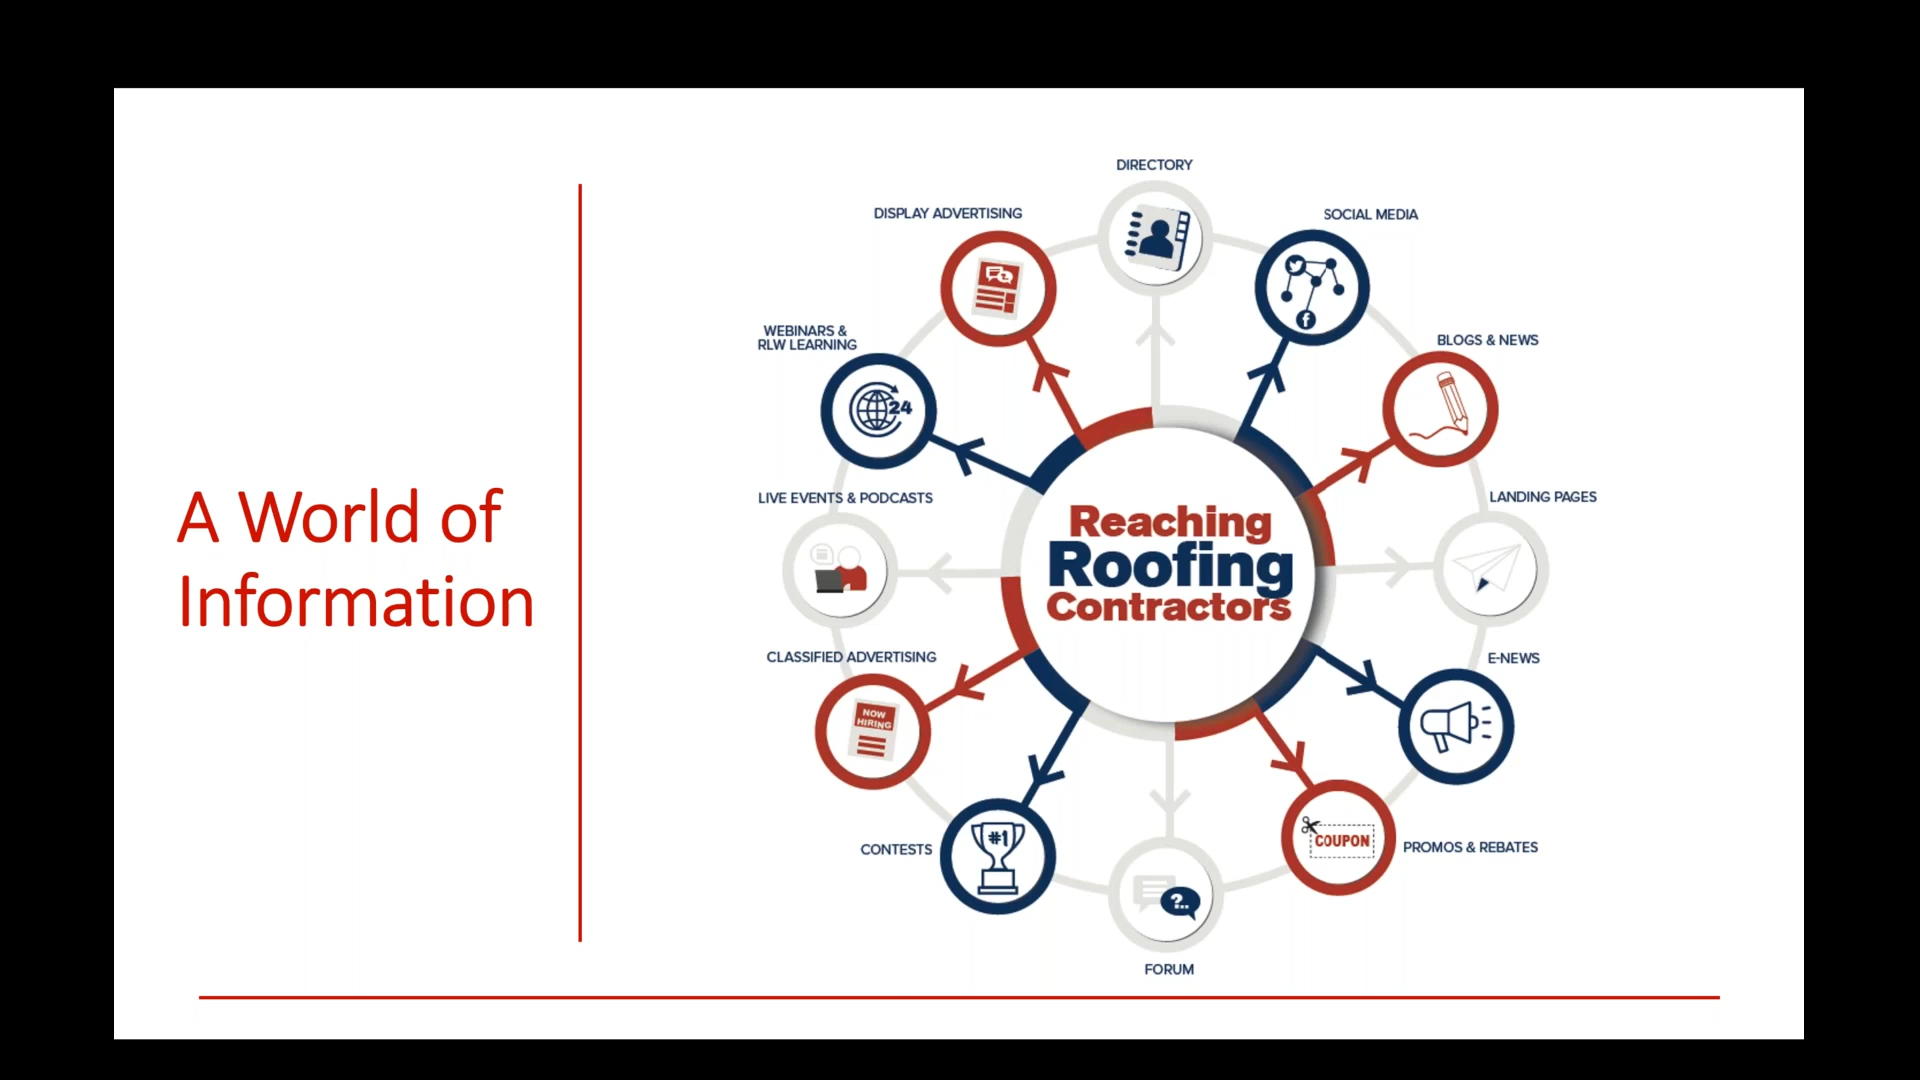 A World of
Information
DIRECTORY
DISPLAY ADVERTISING
SOCIAL MEDIA
WEBINARS &
RLW LEARNING
24
BLOGS & NEWS
LIVE EVENTS & PODCASTS
LANDING PAGES
Reaching
Roofing
Contractors
CLASSIFIED ADVERTISING
NOW
HIRING
E-NEWS
CONTESTS
#1
COUPON
PROMOS & REBATES
?..
FORUM